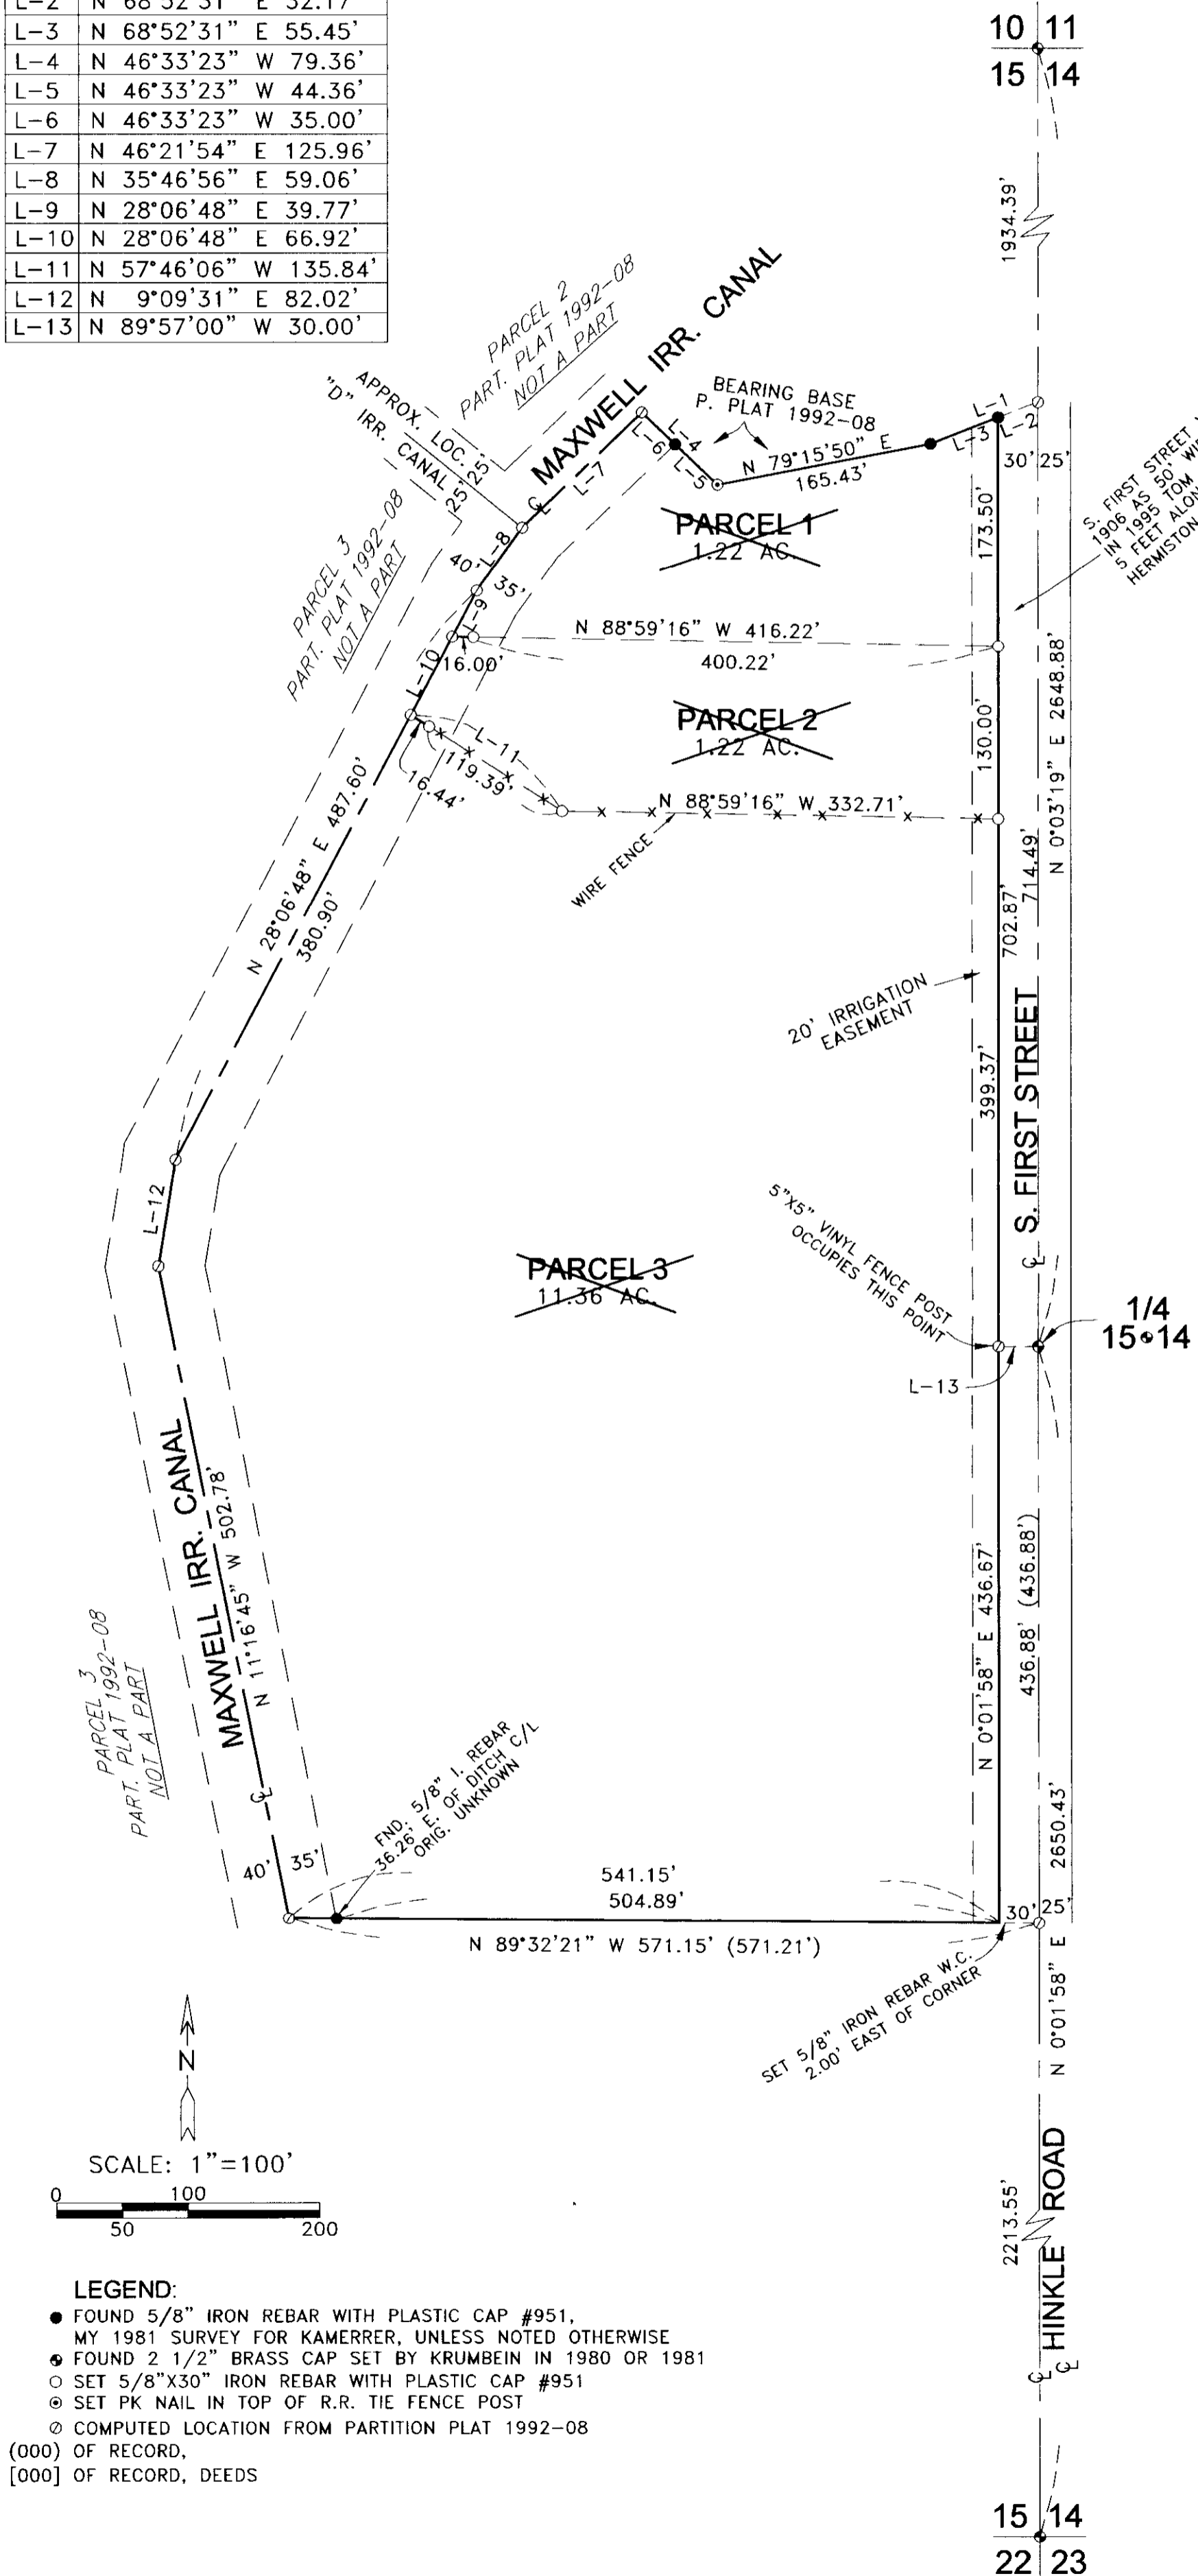 L-2 N 68°52'31" E 32.17'
L-3 N 68°52'31" E 55.45'
L-4 N 46°33'23" W 79.36'
L-5 N 46°33'23" W 44.36'
L-6 N 46°33'23" W 35.00'
L-7 N 46°21'54" E 125.96'
L-8 N 35°46'56" E 59.06'
L-9 N 28°06'48" E 39.77'
L-10 N 28°06'48" E 66.92'
L-11 N 57°46'06" W 135.84'
L-12 N 9°09'31" E 82.02'
L-13 N 89°57'00" W 30.00'
10 11
15 14
1934.39'
PARCEL 2
PART. PLAT 1992-08
NOT A PART
MAXWELL IRR. CANAL
APPROX. LOC.
"D" IRR. CANAL
25'
25'
BEARING BASE
P. PLAT 1992-08
L-1
L-2
L-3
L-4
L-5
L-6
L-7
N 79°15'50" E
165.43'
30'
25'
S. FIRST STREET
1906 AS 50'
IN 1995 TOM
5 FEET ALON
HERMISTON
PARCEL 1
1.22 AC.
173.50'
PARCEL 3
PART. PLAT 1992-08
NOT A PART
L-8
40'
35'
L-9
N 88°59'16" W 416.22'
400.22'
16.00'
L-10
PARCEL 2
1.22 AC.
130.00'
N 0°03'19" E 2648.88'
L-11
119.39'
16.44'
N 88°59'16" W 332.71'
WIRE FENCE
714.49'
702.87'
N 28°06'48" E 487.60'
380.90'
20' IRRIGATION
EASEMENT
399.37'
S. FIRST STREET
℄
L-12
5"X5" VINYL FENCE POST
OCCUPIES THIS POINT
PARCEL 3
11.36 AC.
1/4
15 14
L-13
MAXWELL IRR. CANAL
N 11°16'45" W 502.78'
℄
N 0°01'58" E 436.67'
436.88' (436.88')
PARCEL 3
PART. PLAT 1992-08
NOT A PART
FND. 5/8" I. REBAR
36.26' E. OF DITCH C/L
ORIG. UNKNOWN
40'
35'
541.15'
504.89'
N 89°32'21" W 571.15' (571.21')
30'
25'
N 0°01'58" E 2650.43'
SET 5/8" IRON REBAR W.C.
2.00' EAST OF CORNER
N
SCALE: 1"=100'
0 100
50 200
2213.55'
HINKLE ROAD
℄
℄
LEGEND:
● FOUND 5/8" IRON REBAR WITH PLASTIC CAP #951,
MY 1981 SURVEY FOR KAMERRER, UNLESS NOTED OTHERWISE
FOUND 2 1/2" BRASS CAP SET BY KRUMBEIN IN 1980 OR 1981
○ SET 5/8"X30" IRON REBAR WITH PLASTIC CAP #951
⊙ SET PK NAIL IN TOP OF R.R. TIE FENCE POST
⊘ COMPUTED LOCATION FROM PARTITION PLAT 1992-08
(000) OF RECORD,
[000] OF RECORD, DEEDS
15 14
22 23